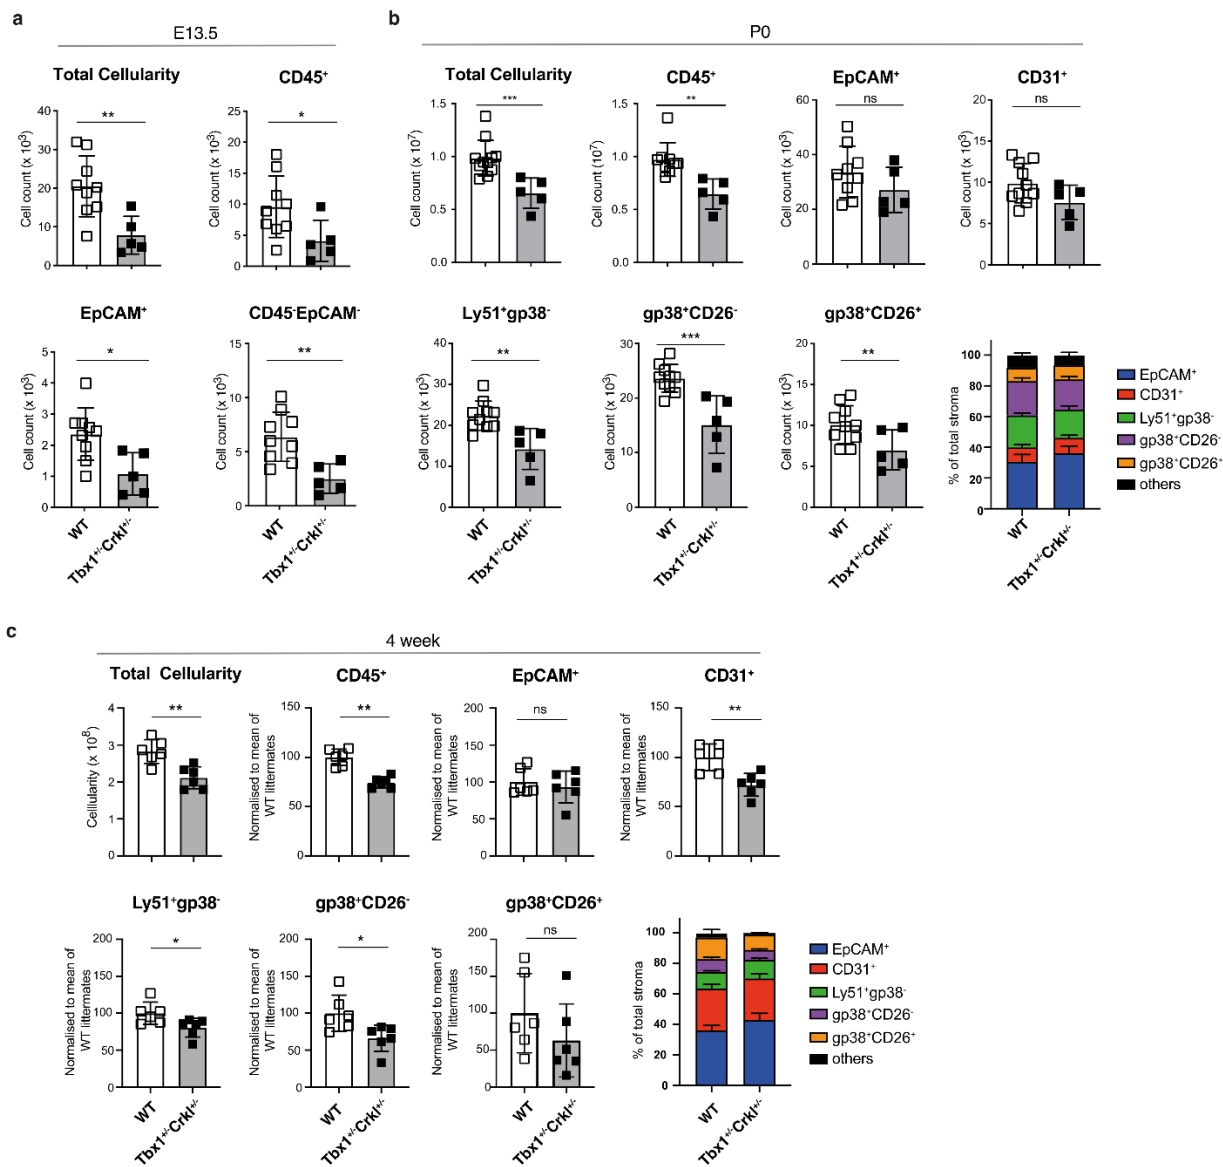 a
E13.5
Total Cellularity
Cell count (x 10³)
40
30
20
10
0
**
CD45⁺
Cell count (x 10³)
25
20
15
10
5
0
*
EpCAM⁺
Cell count (x 10³)
5
4
3
2
1
0
*
WT
Tbx1⁺/⁻Crkl⁺/⁻
CD45⁻EpCAM⁻
Cell count (x 10³)
15
10
5
0
**
WT
Tbx1⁺/⁻Crkl⁺/⁻
b
P0
Total Cellularity
Cell count (x 10⁷)
1.5
1.0
0.5
0.0
***
CD45⁺
Cell count (10⁷)
1.5
1.0
0.5
0.0
**
EpCAM⁺
Cell count (x 10³)
60
40
20
0
ns
CD31⁺
Cell count (x 10³)
20
15
10
5
0
ns
Ly51⁺gp38⁻
Cell count (x 10³)
40
30
20
10
0
**
WT
Tbx1⁺/⁻Crkl⁺/⁻
gp38⁺CD26⁻
Cell count (x 10³)
30
20
10
0
***
WT
Tbx1⁺/⁻Crkl⁺/⁻
gp38⁺CD26⁺
Cell count (x 10³)
20
15
10
5
0
**
WT
Tbx1⁺/⁻Crkl⁺/⁻
% of total stroma
100
80
60
40
20
0
WT
Tbx1⁺/⁻Crkl⁺/⁻
EpCAM⁺
CD31⁺
Ly51⁺gp38⁻
gp38⁺CD26⁻
gp38⁺CD26⁺
others
c
4 week
Total Cellularity
Cellularity (x 10⁸)
4
3
2
1
0
**
CD45⁺
Normalised to mean of
WT littermates
150
100
50
0
**
EpCAM⁺
Normalised to mean of
WT littermates
200
150
100
50
0
ns
CD31⁺
Normalised to mean of
WT littermates
150
100
50
0
**
Ly51⁺gp38⁻
Normalised to mean of
WT littermates
200
150
100
50
0
*
WT
Tbx1⁺/⁻Crkl⁺/⁻
gp38⁺CD26⁻
Normalised to mean of
WT littermates
200
150
100
50
0
*
WT
Tbx1⁺/⁻Crkl⁺/⁻
gp38⁺CD26⁺
Normalised to mean of
WT littermates
200
150
100
50
0
ns
WT
Tbx1⁺/⁻Crkl⁺/⁻
% of total stroma
100
80
60
40
20
0
WT
Tbx1⁺/⁻Crkl⁺/⁻
EpCAM⁺
CD31⁺
Ly51⁺gp38⁻
gp38⁺CD26⁻
gp38⁺CD26⁺
others